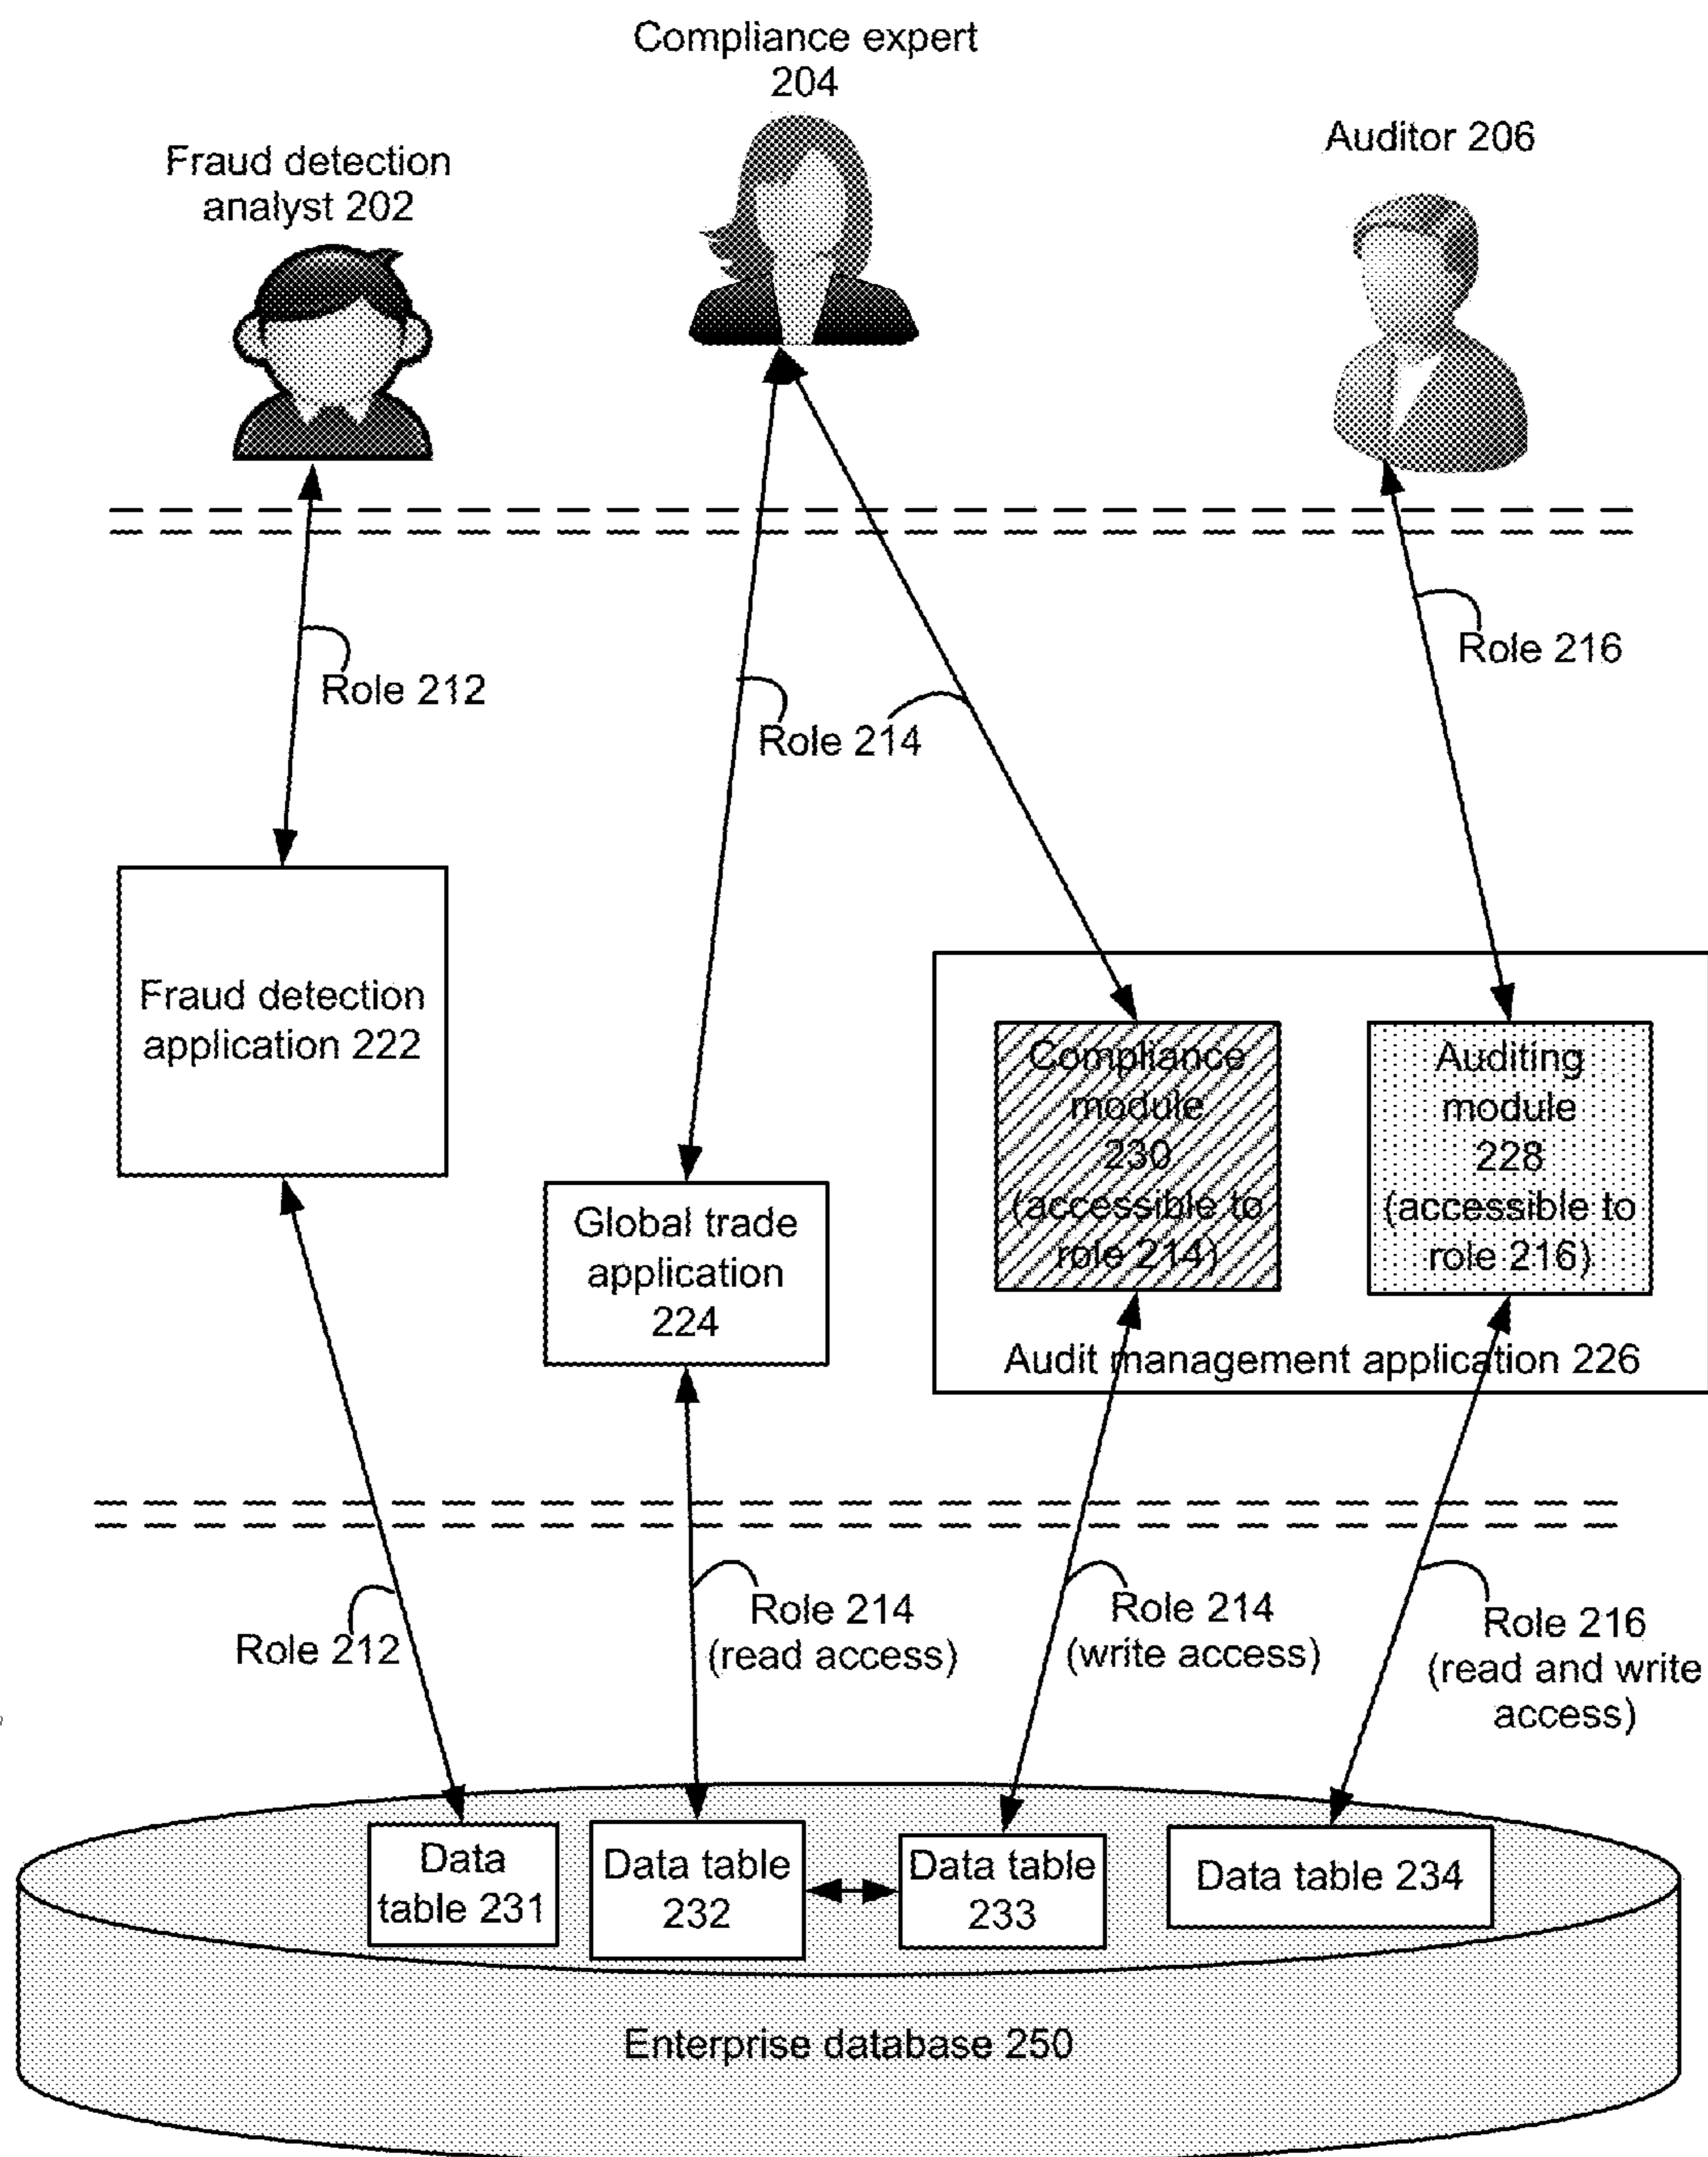 Compliance expert
204
Auditor 206
Fraud detection
analyst 202
Role 212
Role 214
Role 216
Fraud detection
application 222
Global trade
application
224
Compliance
module
230
(accessible to
role 214)
Auditing
module
228
(accessible to
role 216)
Audit management application 226
Role 212
Role 214
(read access)
Role 214
(write access)
Role 216
(read and write
access)
Data
table 231
Data table
232
Data table
233
Data table 234
Enterprise database 250